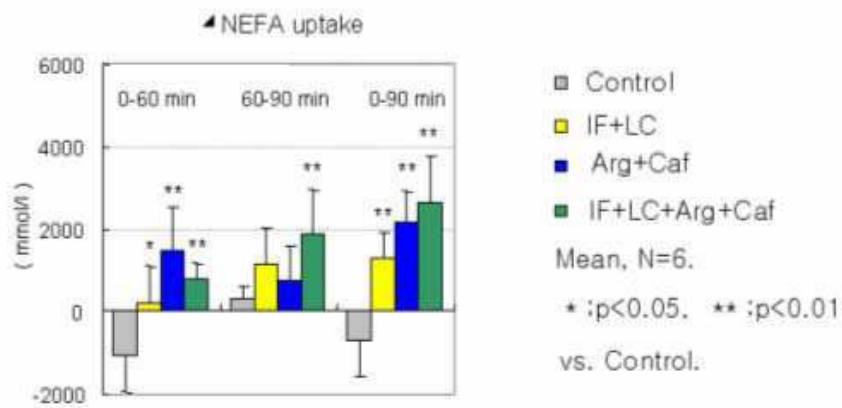 ◢ NEFA uptake
6000
4000
2000
0
-2000
( mmol/l )
0-60 min 60-90 min 0-90 min
* ** **
**
** ** **
Control
IF+LC
Arg+Caf
IF+LC+Arg+Caf
Mean, N=6.
* ;p<0.05. ** ;p<0.01
vs. Control.